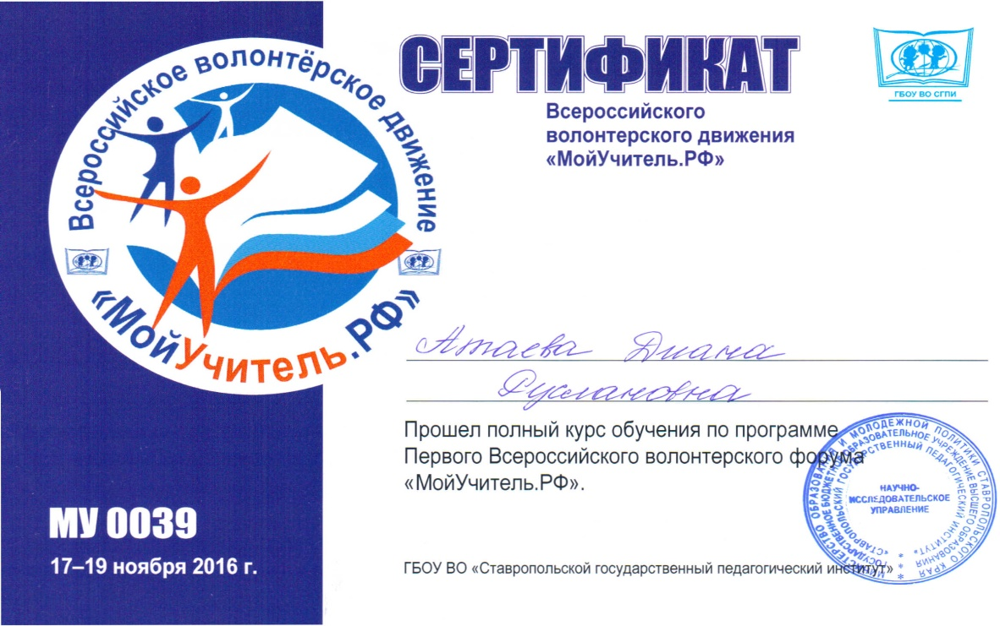 Всероссийское волонтёрское движение
«МойУчитель.РФ»
МУ 0039
17–19 ноября 2016 г.
СЕРТИФИКАТ
Всероссийского
волонтерского движения
«МойУчитель.РФ»
ГБОУ ВО СГПИ
Атаева Диана
Руслановна
Прошел полный курс обучения по программе
Первого Всероссийского волонтерского форума
«МойУчитель.РФ».
ГБОУ ВО «Ставропольской государственный педагогический институт»
МИНИСТЕРСТВО ОБРАЗОВАНИЯ И МОЛОДЕЖНОЙ ПОЛИТИКИ СТАВРОПОЛЬСКОГО КРАЯ
ГОСУДАРСТВЕННОЕ БЮДЖЕТНОЕ ОБРАЗОВАТЕЛЬНОЕ УЧРЕЖДЕНИЕ ВЫСШЕГО ОБРАЗОВАНИЯ
«СТАВРОПОЛЬСКИЙ ГОСУДАРСТВЕННЫЙ ПЕДАГОГИЧЕСКИЙ ИНСТИТУТ»
НАУЧНО-
ИССЛЕДОВАТЕЛЬСКОЕ
УПРАВЛЕНИЕ